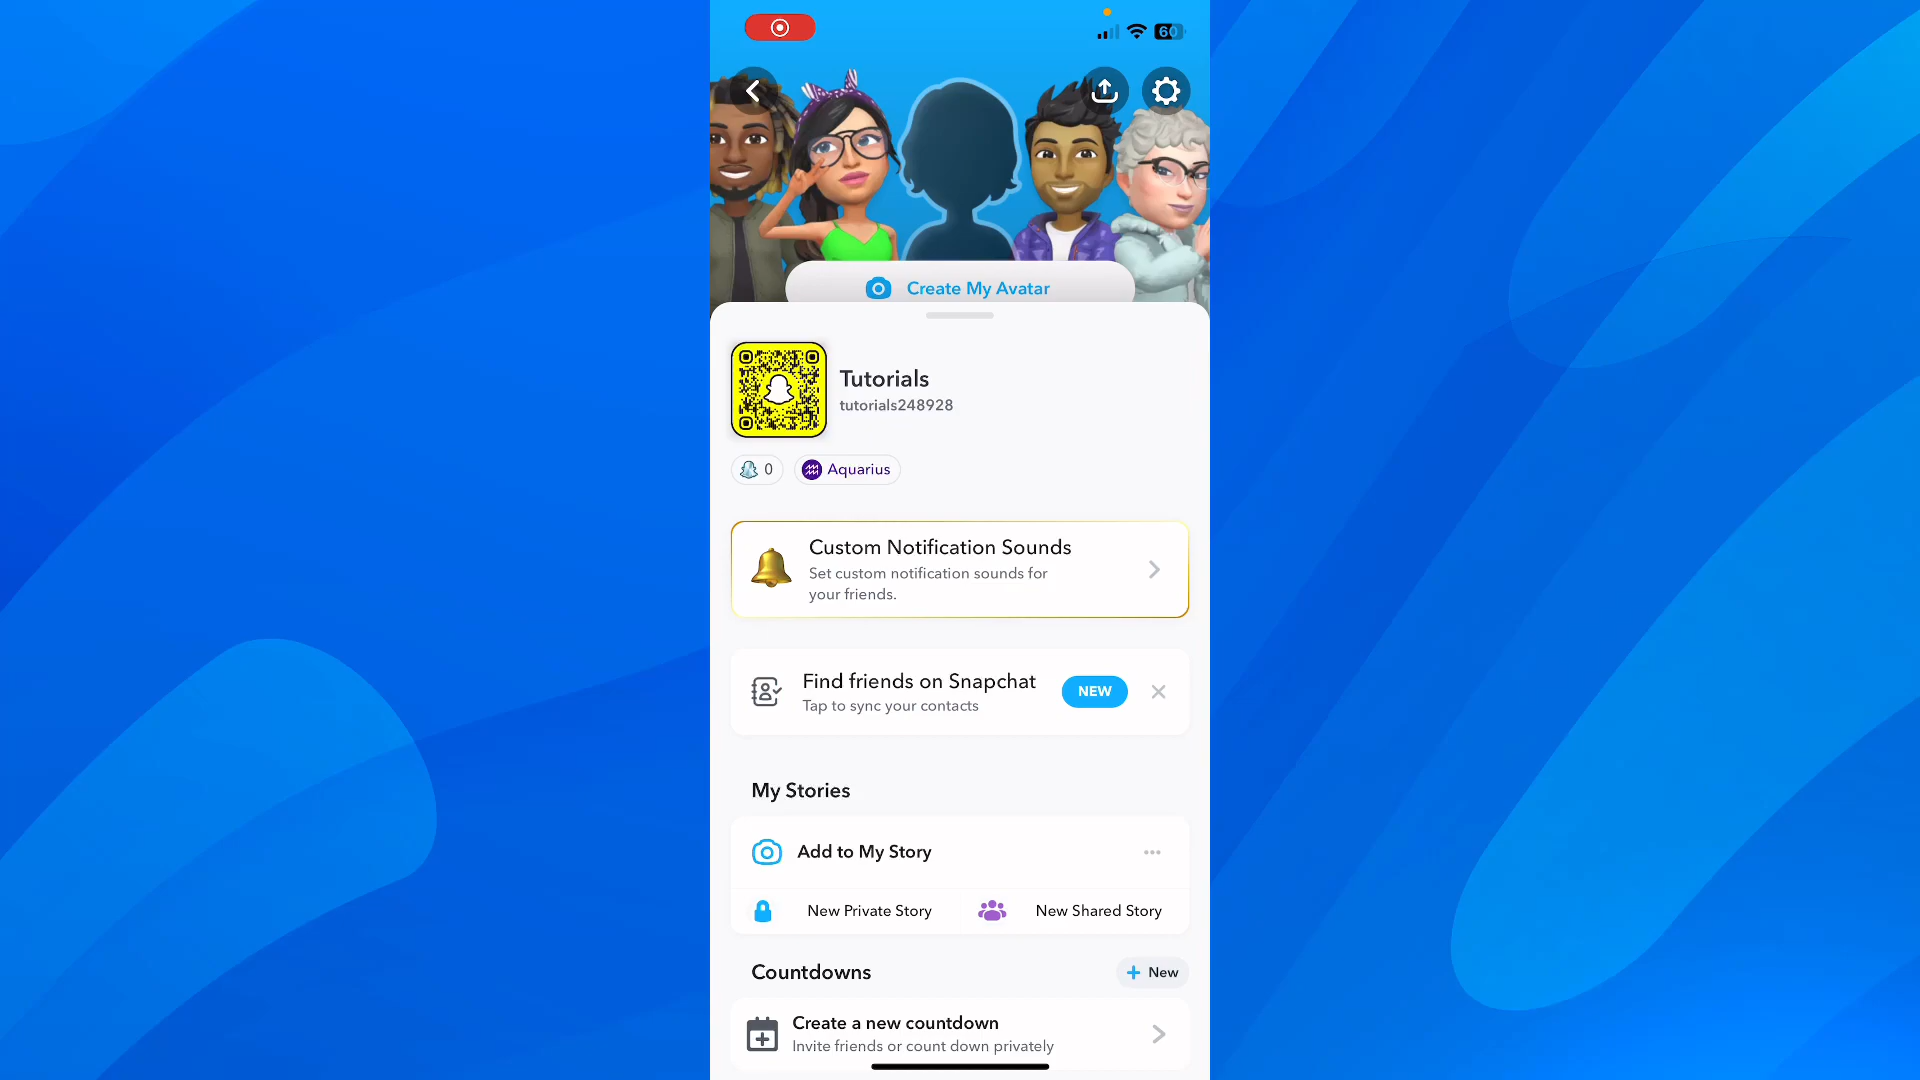 60
Create My Avatar
Tutorials
tutorials248928
0
Aquarius
Custom Notification Sounds
Set custom notification sounds for
your friends.
Find friends on Snapchat
Tap to sync your contacts
NEW
My Stories
Add to My Story
New Private Story
New Shared Story
Countdowns
New
Create a new countdown
Invite friends or count down privately